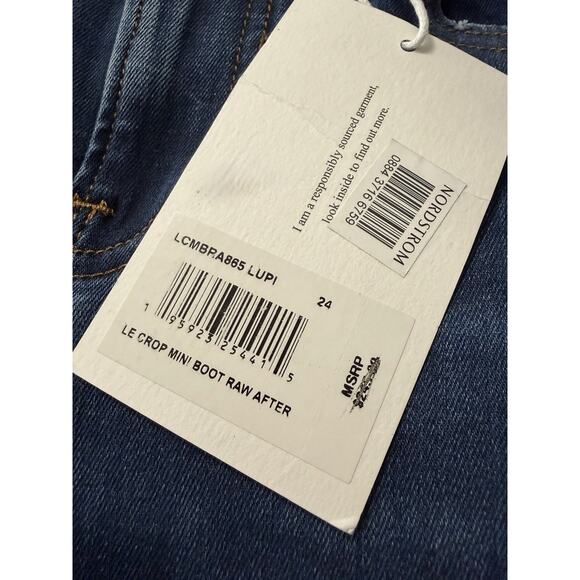 I am a responsibly sourced garment,
look inside to find out more.
NORDSTROM
0884 3716 6759
LCMBRA865 LUPI
24
1 95923 25441 5
LE CROP MINI BOOT RAW AFTER
MSRP